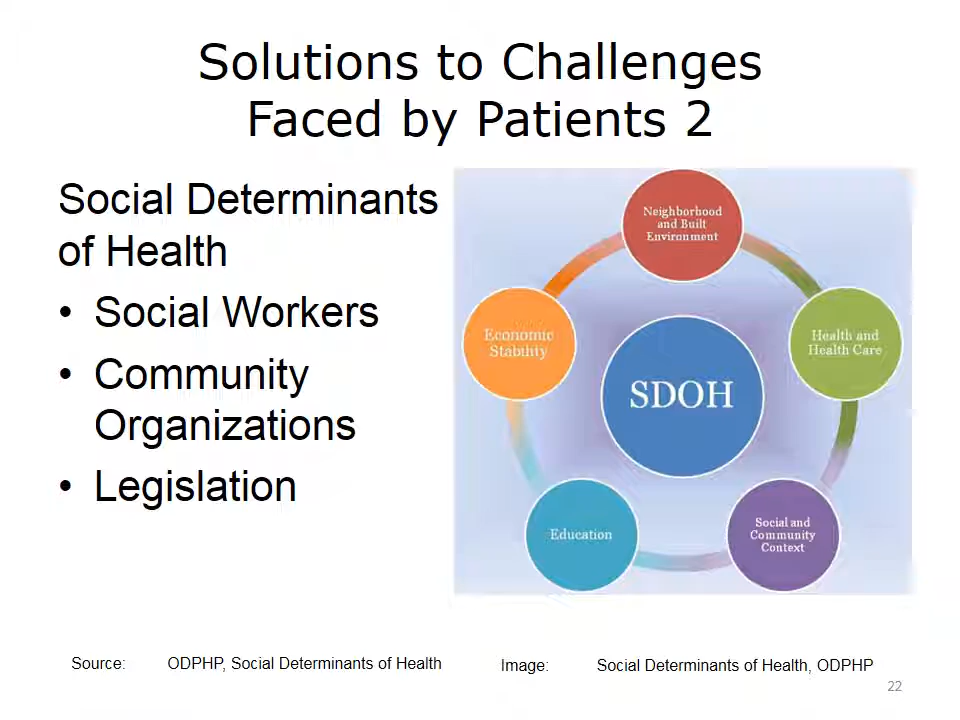 Solutions to Challenges
Faced by Patients 2
Social Determinants
of Health
• Social Workers
• Community
Organizations
• Legislation
Neighborhood
and Built
Environment
Economic
Stability
Health and
Health Care
SDOH
Education
Social and
Community
Context
Source: ODPHP, Social Determinants of Health
Image: Social Determinants of Health, ODPHP
22